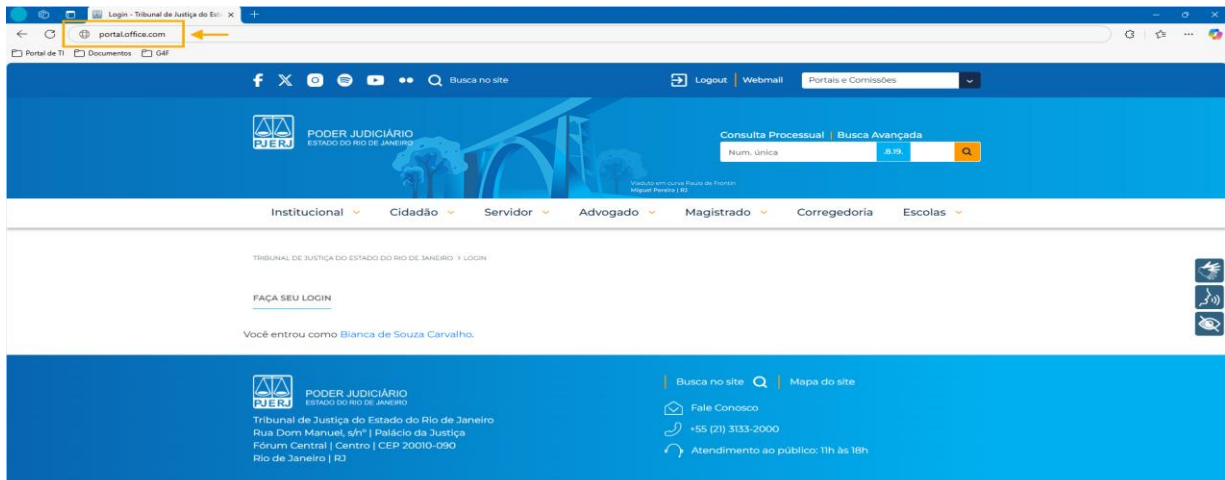 Login - Tribunal de Justiça do Est
portal.office.com
Portal de TI Documentos G4F
Busca no site Logout | Webmail Portais e Comissões
PJERJ
PODER JUDICIÁRIO
ESTADO DO RIO DE JANEIRO
Consulta Processual | Busca Avançada
Num. única .8.19.
Viaduto em curva Paulo de Frontin
Miguel Pereira | RJ
Institucional Cidadão Servidor Advogado Magistrado Corregedoria Escolas
TRIBUNAL DE JUSTIÇA DO ESTADO DO RIO DE JANEIRO > LOGIN
FAÇA SEU LOGIN
Você entrou como Bianca de Souza Carvalho.
PJERJ
PODER JUDICIÁRIO
ESTADO DO RIO DE JANEIRO
Tribunal de Justiça do Estado do Rio de Janeiro
Rua Dom Manuel, s/nº | Palácio da Justiça
Fórum Central | Centro | CEP 20010-090
Rio de Janeiro | RJ
Busca no site | Mapa do site
Fale Conosco
+55 (21) 3133-2000
Atendimento ao público: 11h às 18h